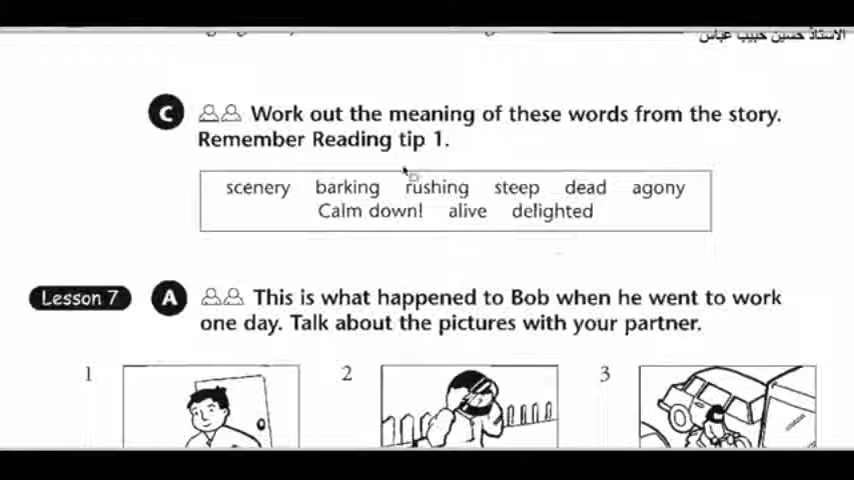 الاستاذ حسين حبيب عباس
C Work out the meaning of these words from the story.
Remember Reading tip 1.
scenery barking rushing steep dead agony
Calm down! alive delighted
Lesson 7 A This is what happened to Bob when he went to work
one day. Talk about the pictures with your partner.
1 2 3